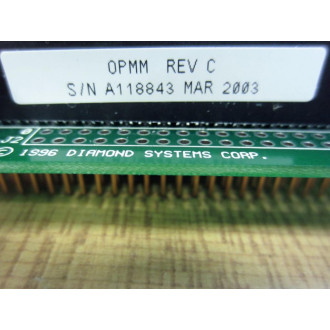 OPMM REV C
S/N A118843 MAR 2003
J2
© 1996 DIAMOND SYSTEMS CORP.